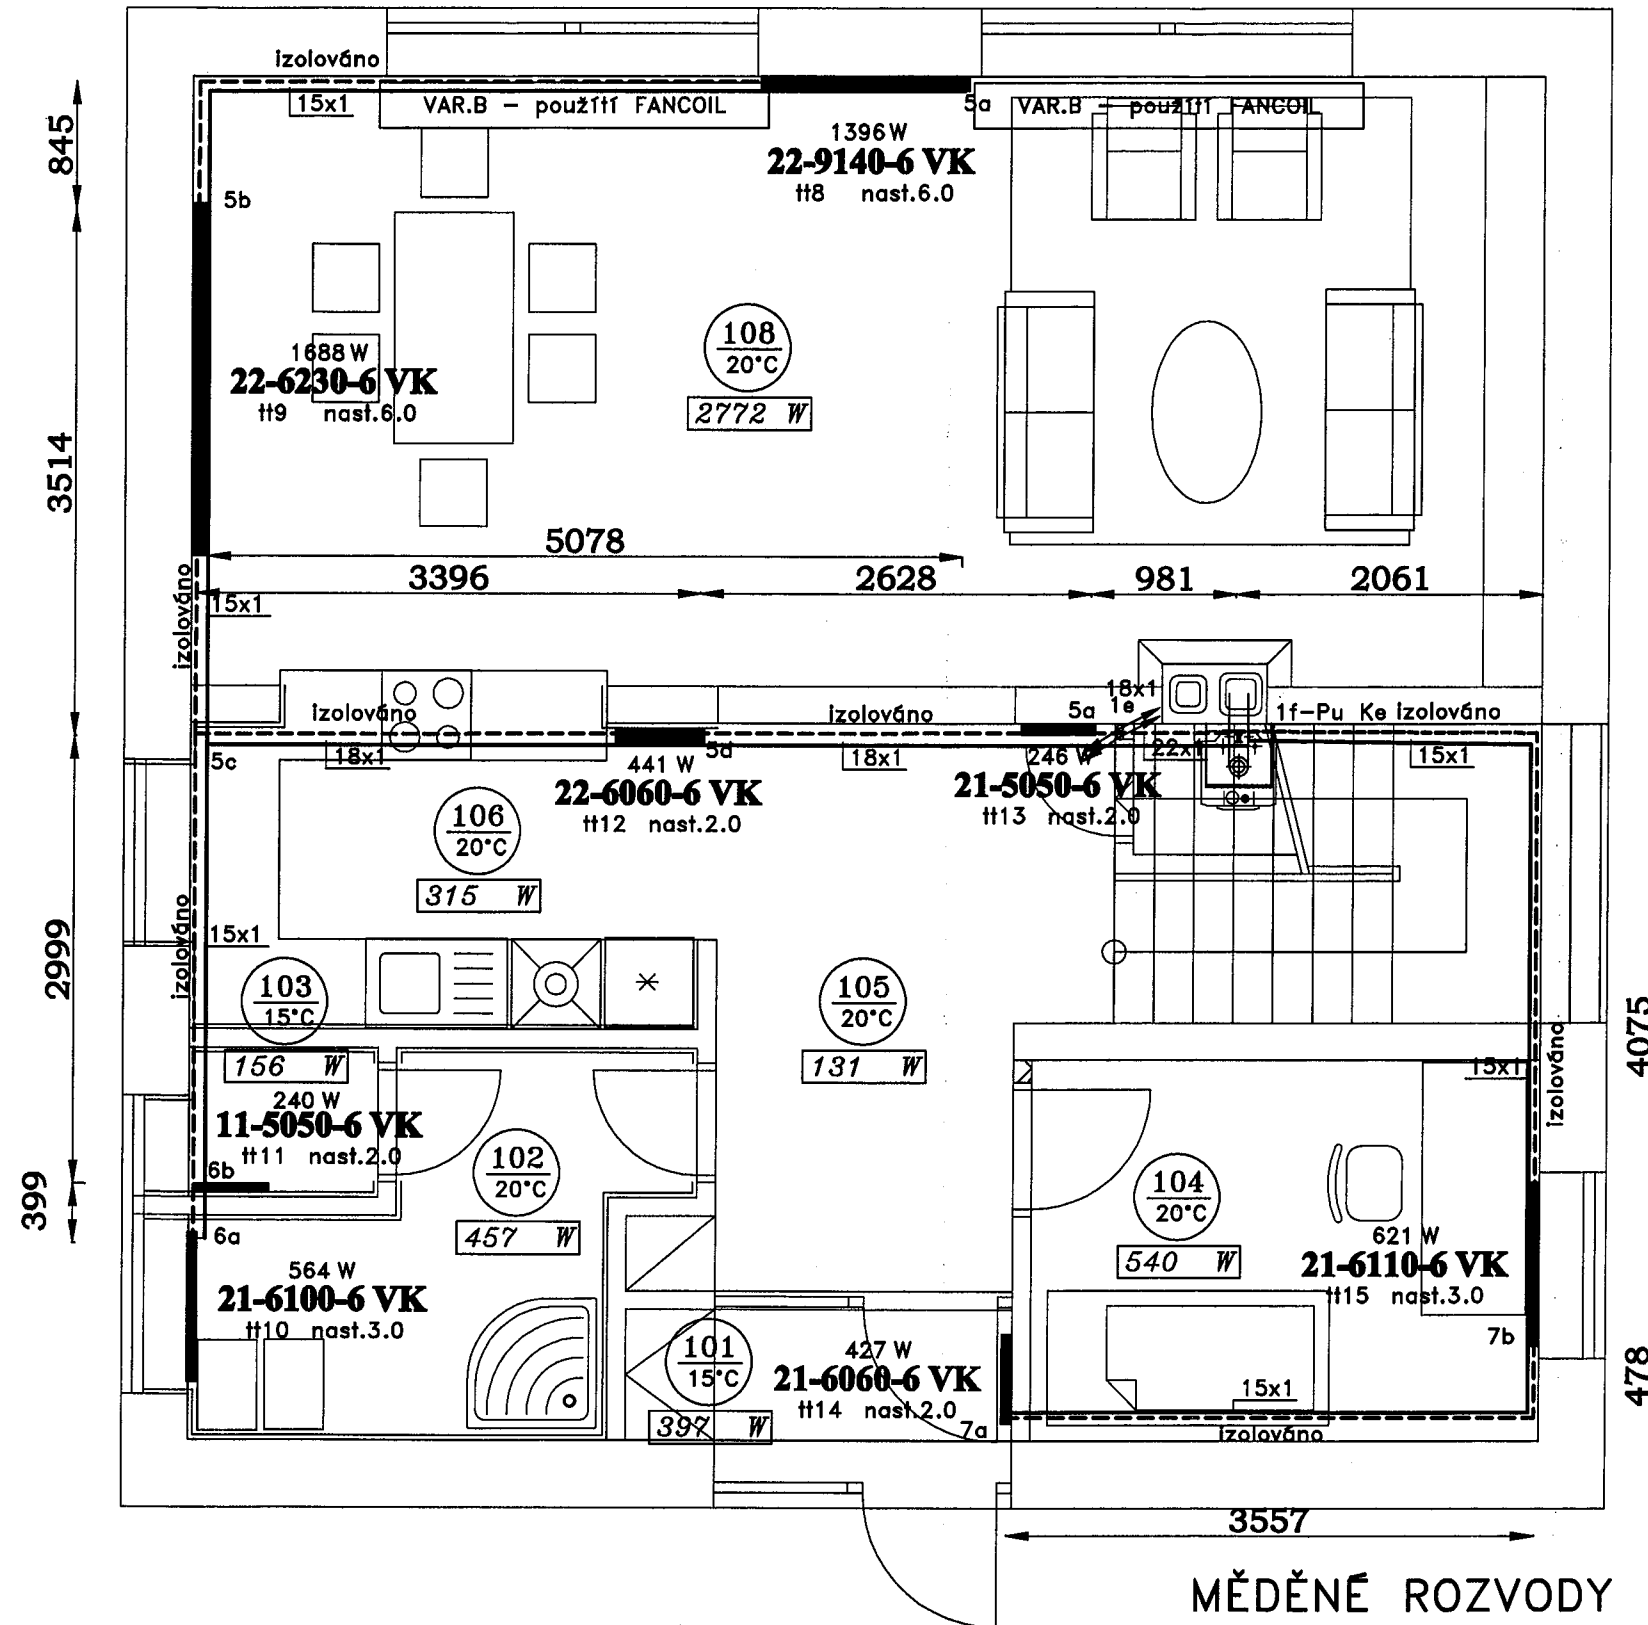 izolováno
15x1
VAR.B – použití FANCOIL
5a
VAR.B – použití FANCOIL
845
1396 W
22-9140-6 VK
tt8 nast.6.0
5b
108
20°C
2772 W
1688 W
22-6230-6 VK
tt9 nast.6.0
3514
5078
3396
2628
981
2061
izolováno
15x1
izolováno
18x1
izolováno
18x1
18x1
1e
5a
1f-Pu Ke izolováno
22x1
15x1
5c
5d
441 W
22-6060-6 VK
tt12 nast.2.0
246 W
21-5050-6 VK
tt13 nast.2.0
106
20°C
315 W
2999
izolováno
15x1
103
15°C
156 W
105
20°C
131 W
4075
izolováno
15x1
240 W
11-5050-6 VK
tt11 nast.2.0
6b
102
20°C
457 W
104
20°C
540 W
399
6a
564 W
21-6100-6 VK
tt10 nast.3.0
621 W
21-6110-6 VK
tt15 nast.3.0
7b
101
15°C
397 W
427 W
21-6060-6 VK
tt14 nast.2.0
7a
15x1
izolováno
478
3557
MĚDĚNÉ ROZVODY